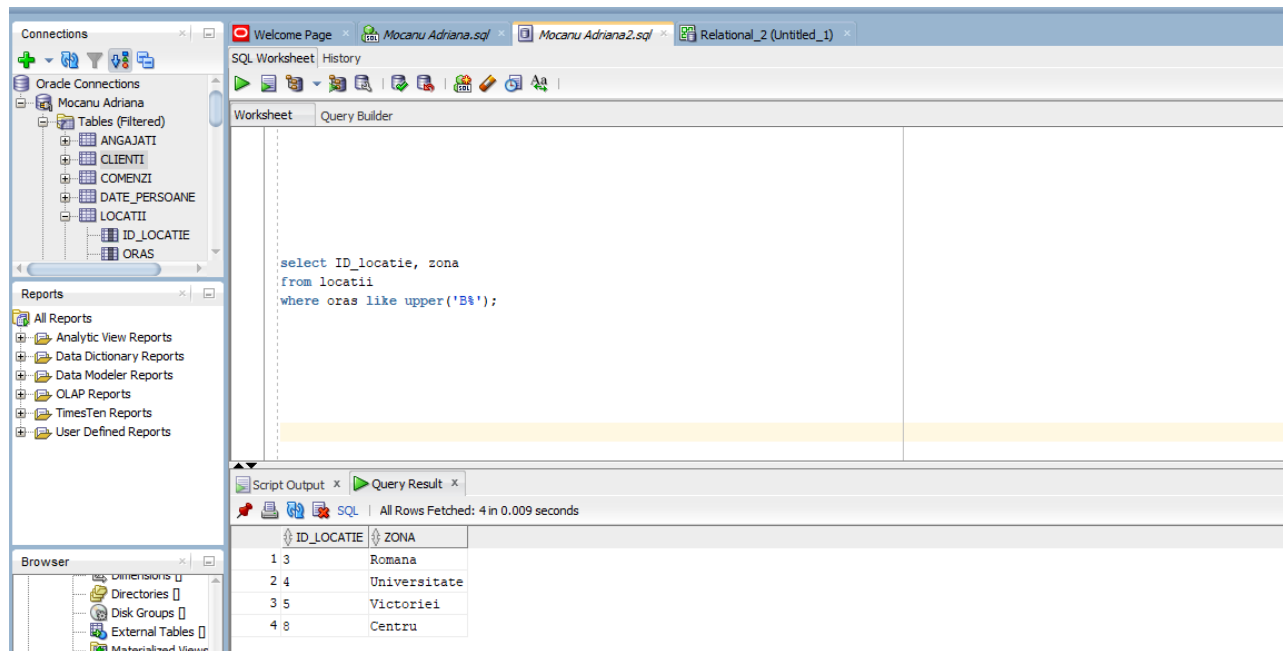 Connections
Oracle Connections
Mocanu Adriana
Tables (Filtered)
ANGAJATI
CLIENTI
COMENZI
DATE_PERSOANE
LOCATII
ID_LOCATIE
ORAS
Reports
All Reports
Analytic View Reports
Data Dictionary Reports
Data Modeler Reports
OLAP Reports
TimesTen Reports
User Defined Reports
Browser
Dimensions []
Directories []
Disk Groups []
External Tables []
Materialized Views
Welcome Page Mocanu Adriana.sql Mocanu Adriana2.sql Relational_2 (Untitled_1)
SQL Worksheet History
Worksheet Query Builder
select ID_locatie, zona
from locatii
where oras like upper('B%');
Script Output x Query Result x
SQL | All Rows Fetched: 4 in 0.009 seconds
ID_LOCATIE ZONA
1 3 Romana
2 4 Universitate
3 5 Victoriei
4 8 Centru